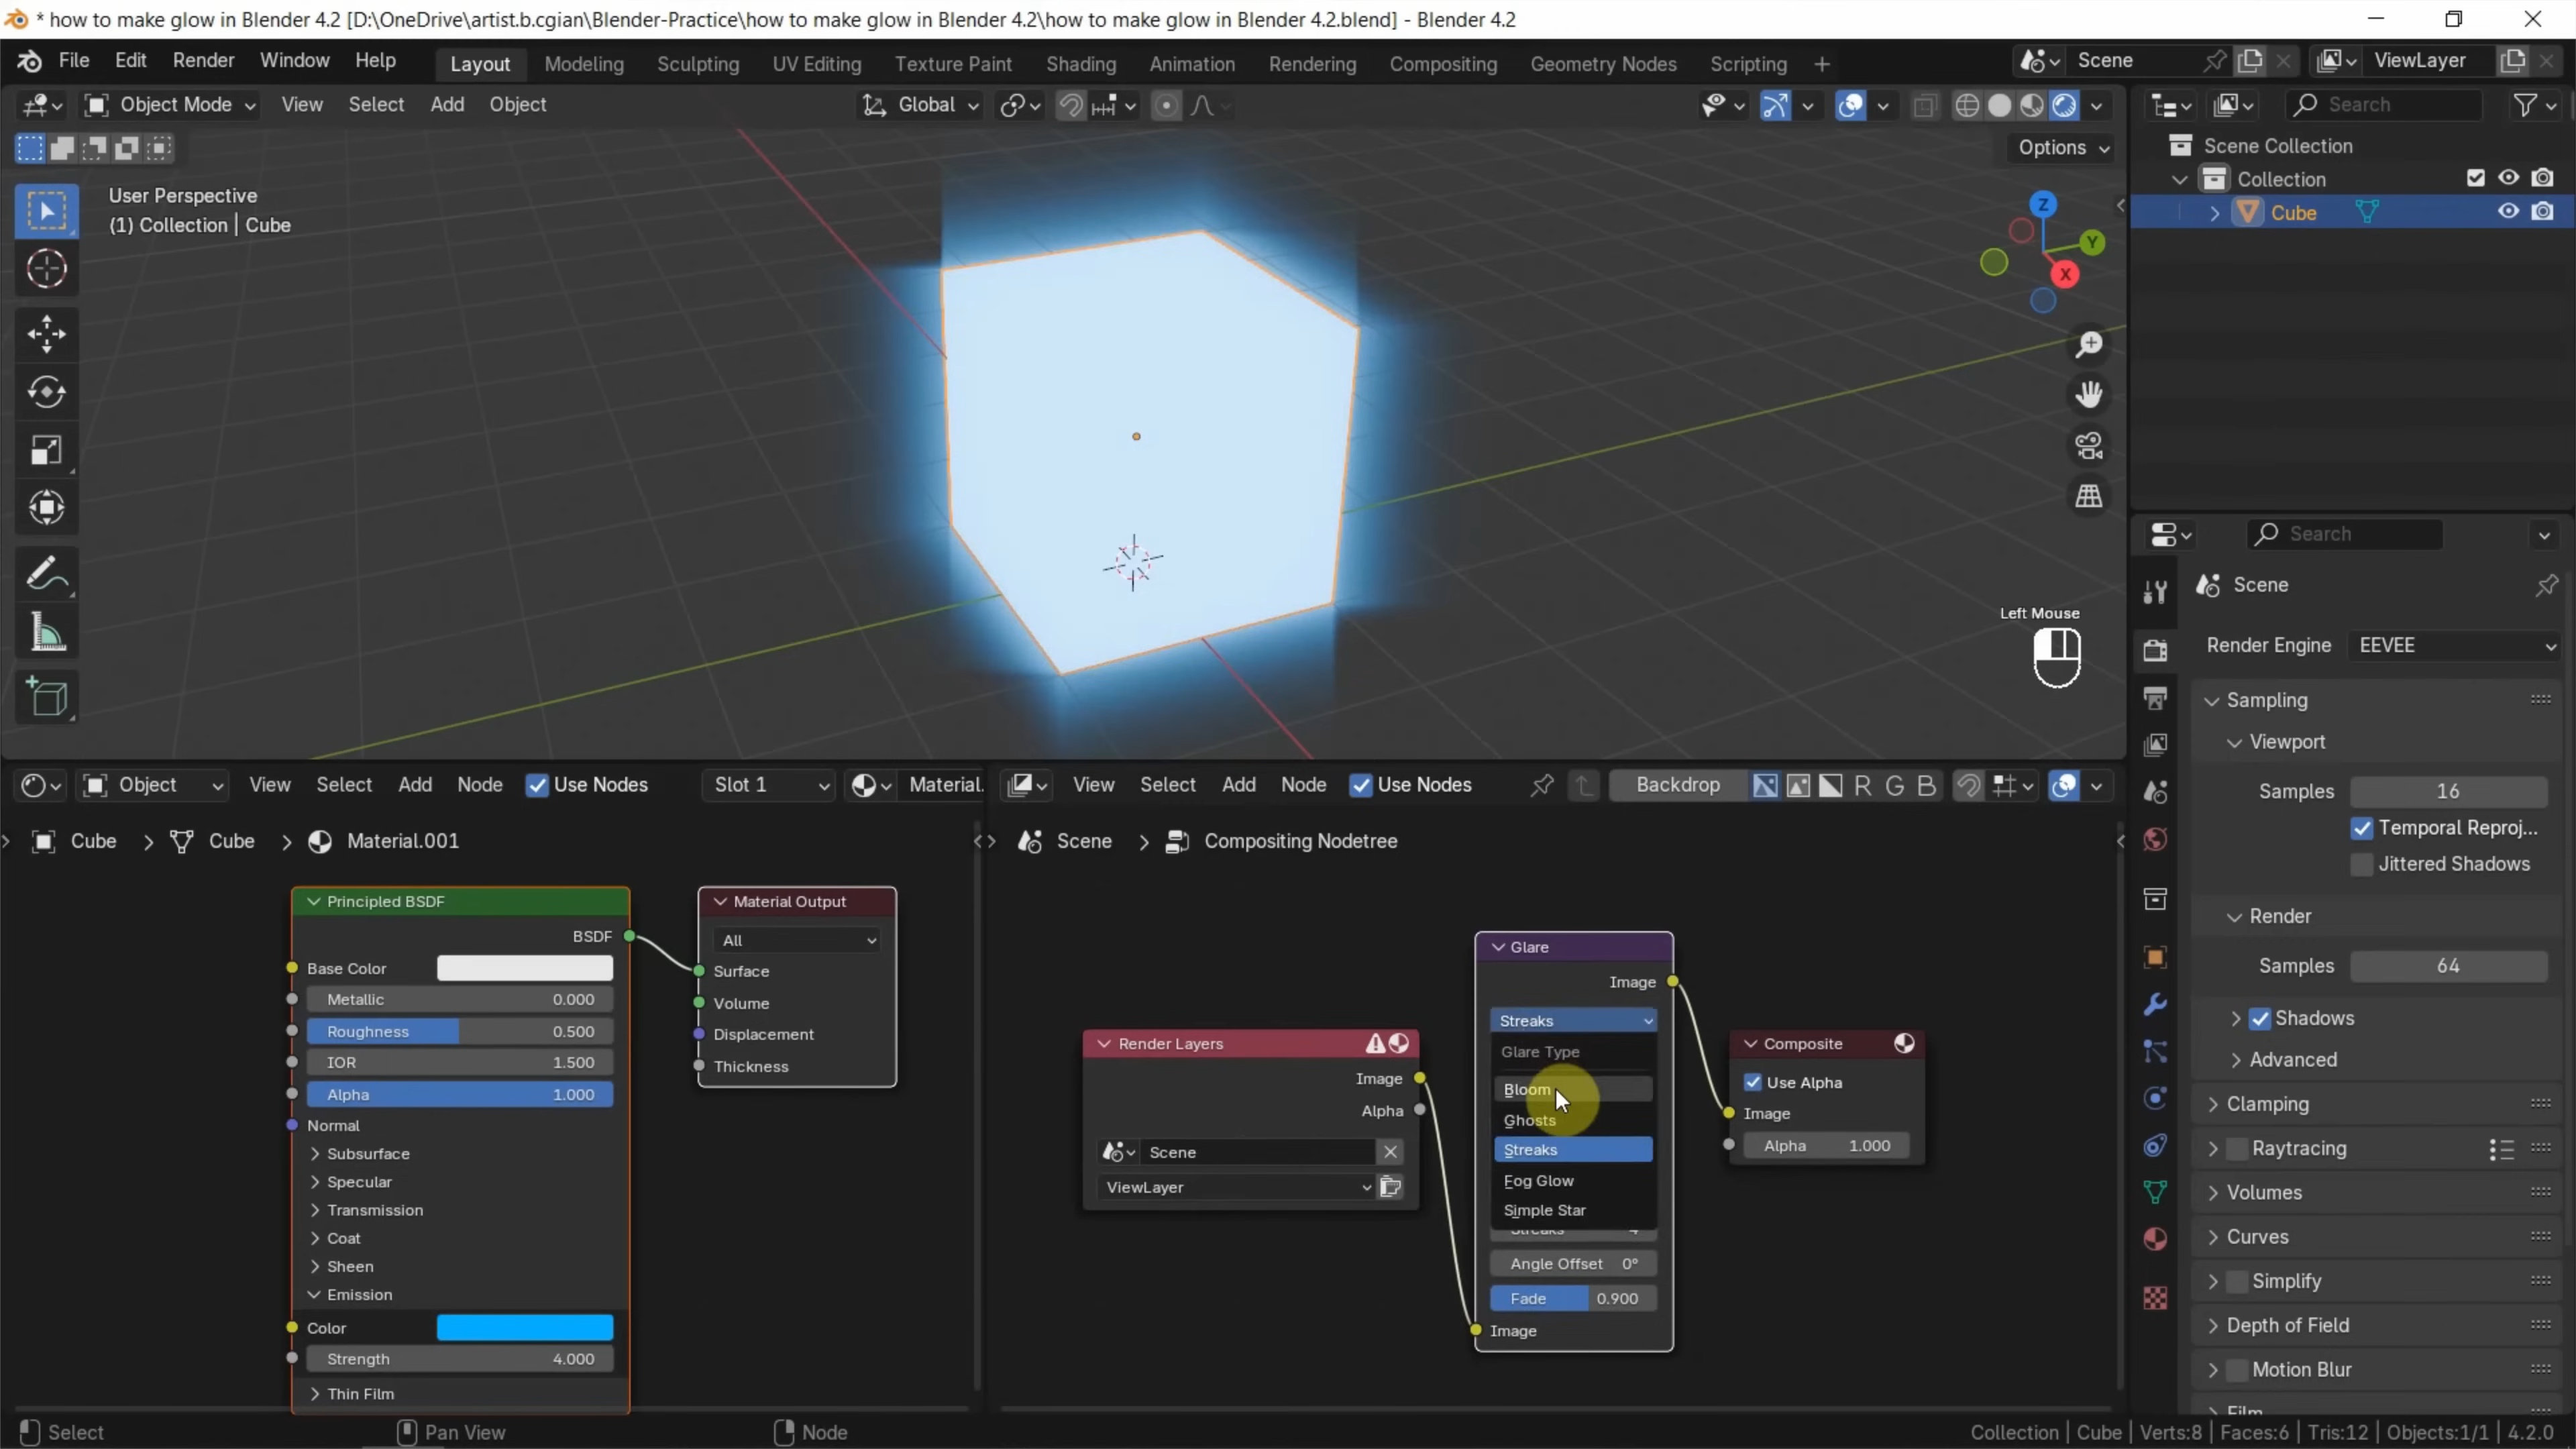 * how to make glow in Blender 4.2 [D:\OneDrive\artist.b.cgian\Blender-Practice\how to make glow in Blender 4.2\how to make glow in Blender 4.2.blend] - Blender 4.2
File Edit Render Window Help Layout Modeling Sculpting UV Editing Texture Paint Shading Animation Rendering Compositing Geometry Nodes Scripting + Scene ViewLayer
Object Mode View Select Add Object Global Search
Options
User Perspective
(1) Collection | Cube
Z
Y
X
Left Mouse
Scene Collection
Collection
Cube
Search
Scene
Render Engine EEVEE
Sampling
Viewport
Samples 16
Temporal Reproj...
Jittered Shadows
Render
Samples 64
Shadows
Advanced
Clamping
Raytracing
Volumes
Curves
Simplify
Depth of Field
Motion Blur
Film
Object View Select Add Node Use Nodes Slot 1 Material.
Cube > Cube > Material.001
Principled BSDF
BSDF
Base Color
Metallic 0.000
Roughness 0.500
IOR 1.500
Alpha 1.000
Normal
Subsurface
Specular
Transmission
Coat
Sheen
Emission
Color
Strength 4.000
Thin Film
Material Output
All
Surface
Volume
Displacement
Thickness
View Select Add Node Use Nodes Backdrop R G B
Scene > Compositing Nodetree
Render Layers
Image
Alpha
Scene
ViewLayer
Glare
Image
Streaks
Glare Type
Bloom
Ghosts
Streaks
Fog Glow
Simple Star
Streaks 4
Angle Offset 0°
Fade 0.900
Image
Composite
Use Alpha
Image
Alpha 1.000
Select Pan View Node Collection | Cube | Verts:8 | Faces:6 | Tris:12 | Objects:1/1 | 4.2.0